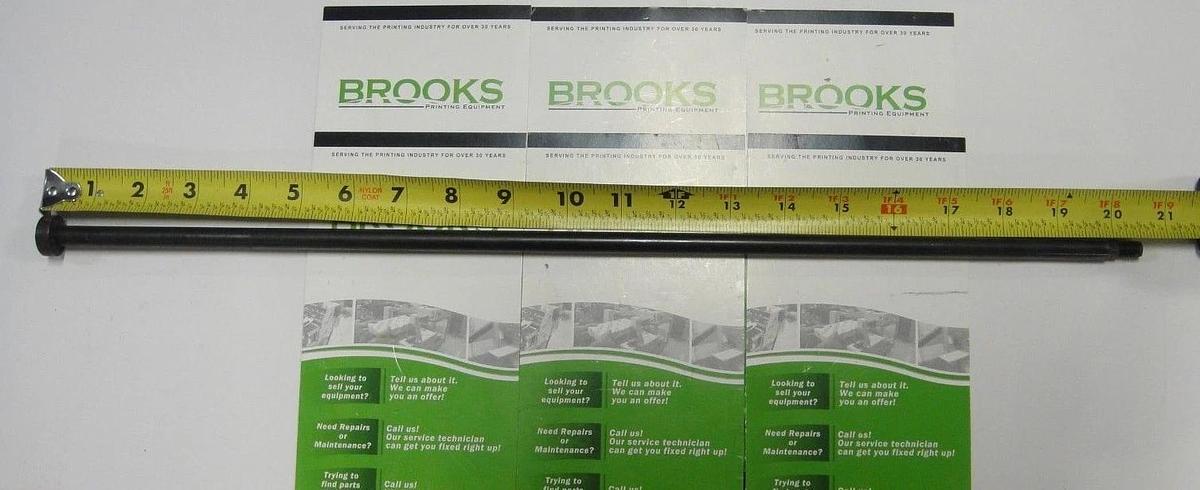 SERVING THE PRINTING INDUSTRY FOR OVER 30 YEARS
SERVING THE PRINTING INDUSTRY FOR OVER 30 YEARS
SERVING THE PRINTING INDUSTRY FOR OVER 30 YEARS
BROOKS
PRINTING EQUIPMENT
BROOKS
PRINTING EQUIPMENT
BROOKS
PRINTING EQUIPMENT
SERVING THE PRINTING INDUSTRY FOR OVER 30 YEARS
SERVING THE PRINTING INDUSTRY FOR OVER 30 YEARS
SERVING THE PRINTING INDUSTRY FOR OVER 30 YEARS
1 2 3 4 5 6 NYLON COAT 7 8 9 10 11 1F 12 1F1 13 1F2 14 1F3 15 1F4 16 1F5 17 1F6 18 1F7 19 1F8 20 1F9 21
Looking to
sell your
equipment?
Tell us about it.
We can make
you an offer!
Looking to
sell your
equipment?
Tell us about it.
We can make
you an offer!
Looking to
sell your
equipment?
Tell us about it.
We can make
you an offer!
Need Repairs
or
Maintenance?
Call us!
Our service technician
can get you fixed right up!
Need Repairs
or
Maintenance?
Call us!
Our service technician
can get you fixed right up!
Need Repairs
or
Maintenance?
Call us!
Our service technician
can get you fixed right up!
Trying to
find parts
Call us!
Trying to
find parts
Call us!
Trying to
find parts
Call us!